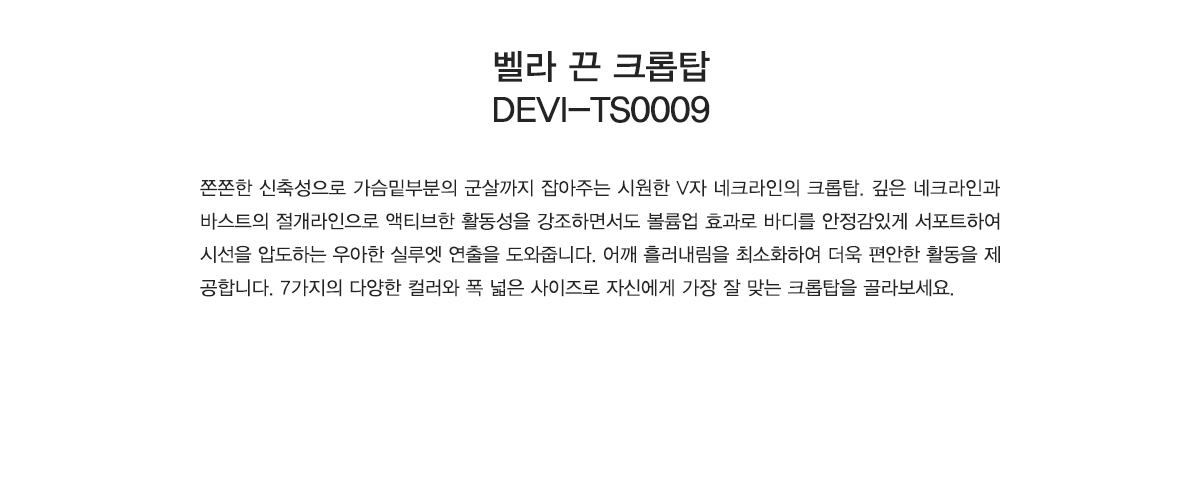 벨라 끈 크롭탑
DEVI-TS0009
쫀쫀한 신축성으로 가슴밑부분의 군살까지 잡아주는 시원한 V자 네크라인의 크롭탑. 깊은 네크라인과
바스트의 절개라인으로 액티브한 활동성을 강조하면서도 볼륨업 효과로 바디를 안정감있게 서포트하여
시선을 압도하는 우아한 실루엣 연출을 도와줍니다. 어깨 흘러내림을 최소화하여 더욱 편안한 활동을 제
공합니다. 7가지의 다양한 컬러와 폭 넓은 사이즈로 자신에게 가장 잘 맞는 크롭탑을 골라보세요.